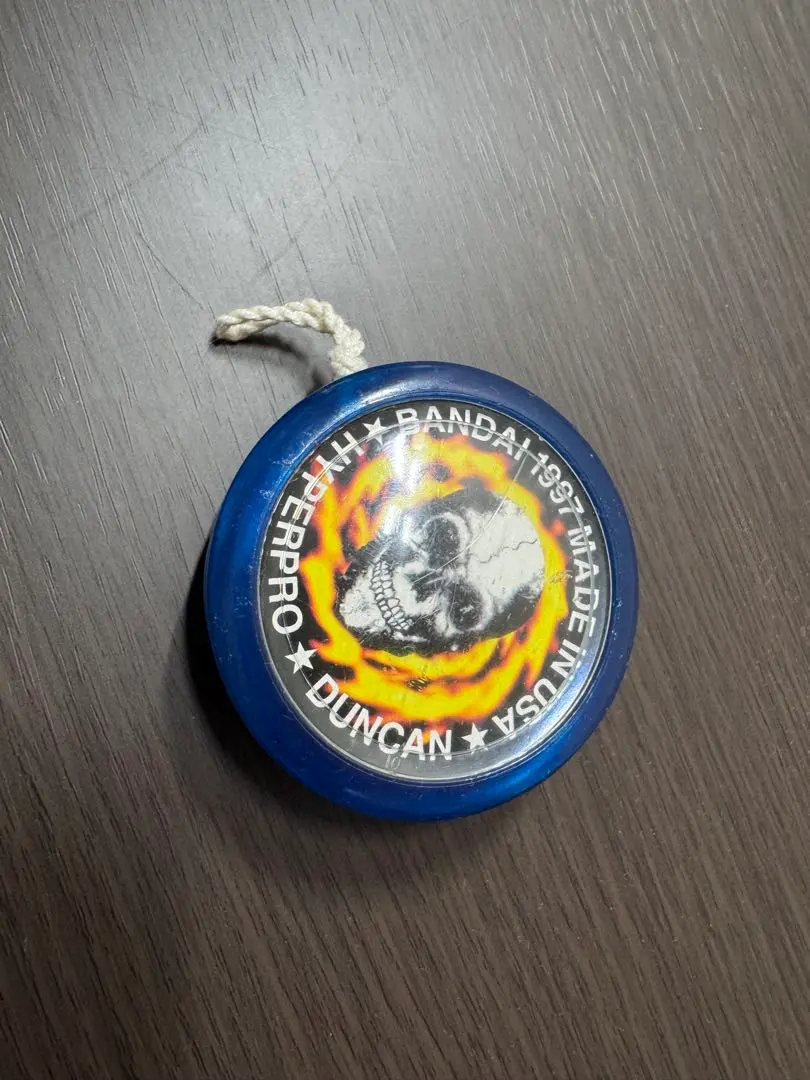 ★ BANDAI 1997 MADE IN USA ★ DUNCAN ★ HYPERPRO